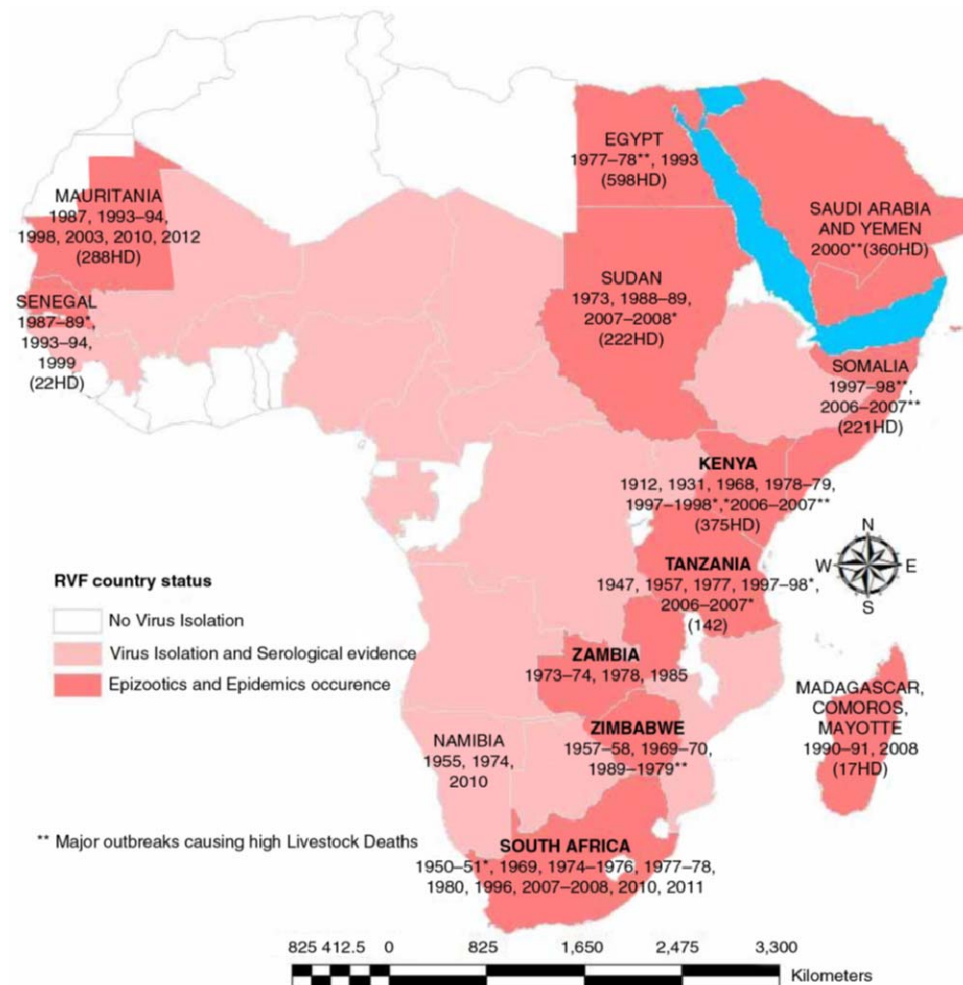 EGYPT
1977–78**, 1993
(598HD)
MAURITANIA
1987, 1993–94,
1998, 2003, 2010, 2012
(288HD)
SAUDI ARABIA
AND YEMEN
2000**(360HD)
SUDAN
1973, 1988–89,
2007–2008*
(222HD)
SENEGAL
1987–89*,
1993–94,
1999
(22HD)
SOMALIA
1997–98**,
2006–2007**
(221HD)
KENYA
1912, 1931, 1968, 1978–79,
1997–1998*,*2006–2007**
(375HD)
N
W E
S
TANZANIA
1947, 1957, 1977, 1997–98*,
2006–2007*
(142)
RVF country status
No Virus Isolation
Virus Isolation and Serological evidence
Epizootics and Epidemics occurence
ZAMBIA
1973–74, 1978, 1985
MADAGASCAR,
COMOROS,
MAYOTTE
1990–91, 2008
(17HD)
ZIMBABWE
1957–58, 1969–70,
1989–1979**
NAMIBIA
1955, 1974,
2010
** Major outbreaks causing high Livestock Deaths
SOUTH AFRICA
1950–51*, 1969, 1974–1976, 1977–78,
1980, 1996, 2007–2008, 2010, 2011
825 412.5 0 825 1,650 2,475 3,300
Kilometers